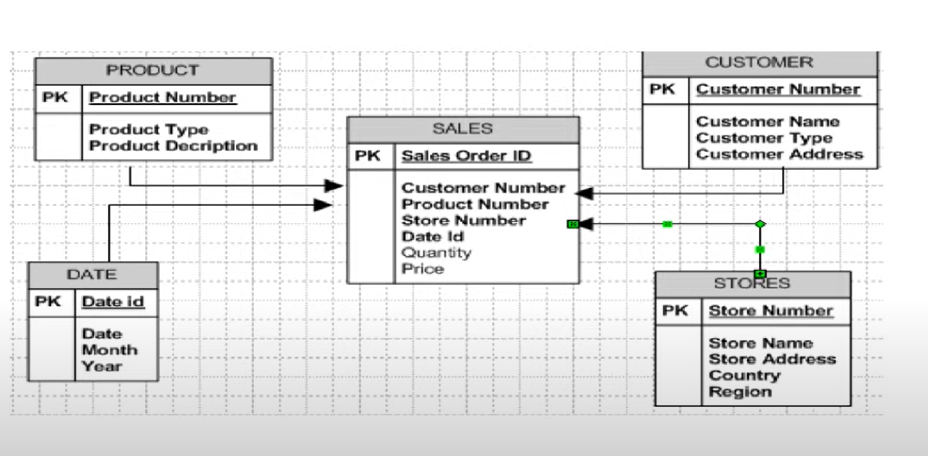 PRODUCT
PK Product Number
Product Type
Product Decription
CUSTOMER
PK Customer Number
Customer Name
Customer Type
Customer Address
SALES
PK Sales Order ID
Customer Number
Product Number
Store Number
Date Id
Quantity
Price
DATE
PK Date id
Date
Month
Year
STORES
PK Store Number
Store Name
Store Address
Country
Region